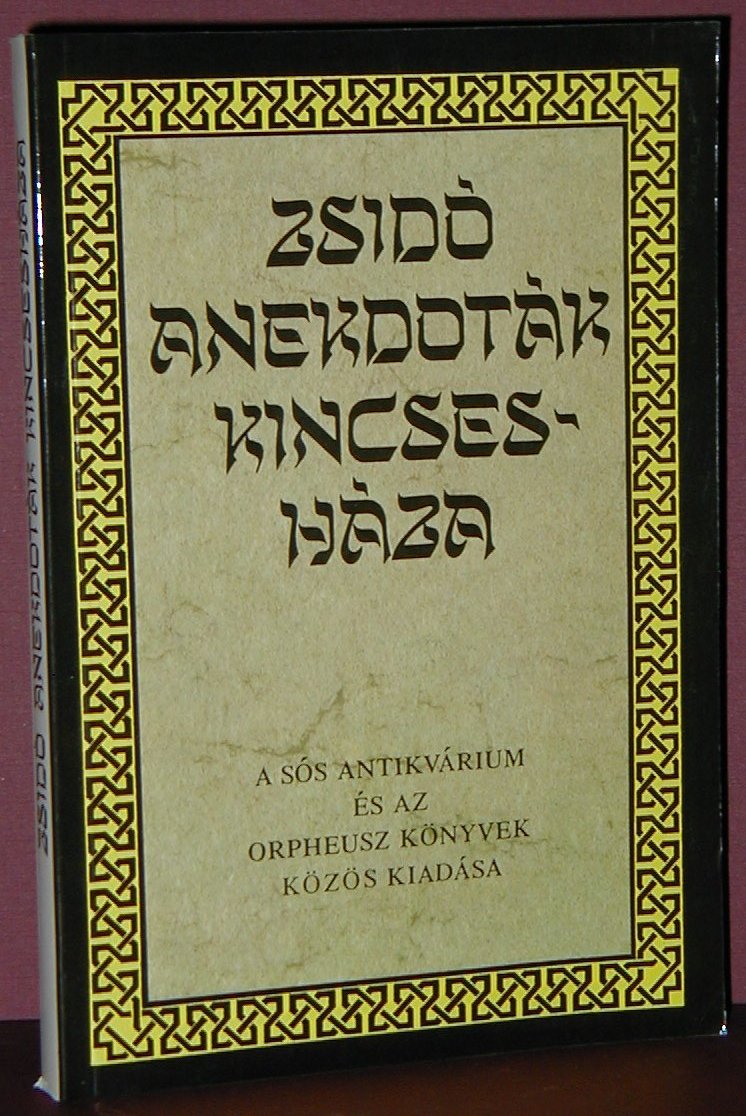 ZSIDÓ
ANEKDOTÁK
KINCSES-
HÁZA
A SÓS ANTIKVÁRIUM
ÉS AZ
ORPHEUSZ KÖNYVEK
KÖZÖS KIADÁSA
ZSIDÓ ANEKDOTÁK KINCSESHÁZA